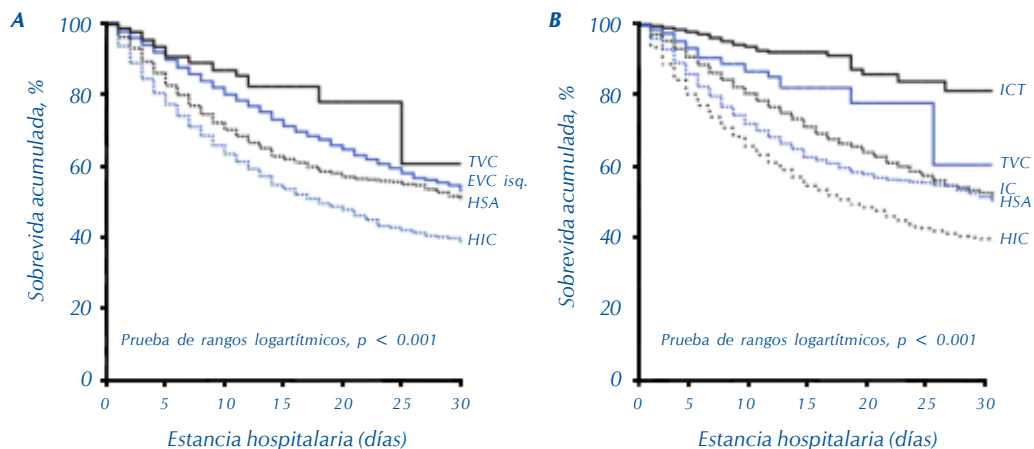 A
100
80
60
40
20
0
Sobrevida acumulada, %
TVC
EVC isq.
HSA
HIC
Prueba de rangos logartítmicos, p < 0.001
0 5 10 15 20 25 30
Estancia hospitalaria (días)
B
100
80
60
40
20
0
Sobrevida acumulada, %
ICT
TVC
IC
HSA
HIC
Prueba de rangos logartítmicos, p < 0.001
0 5 10 15 20 25 30
Estancia hospitalaria (días)